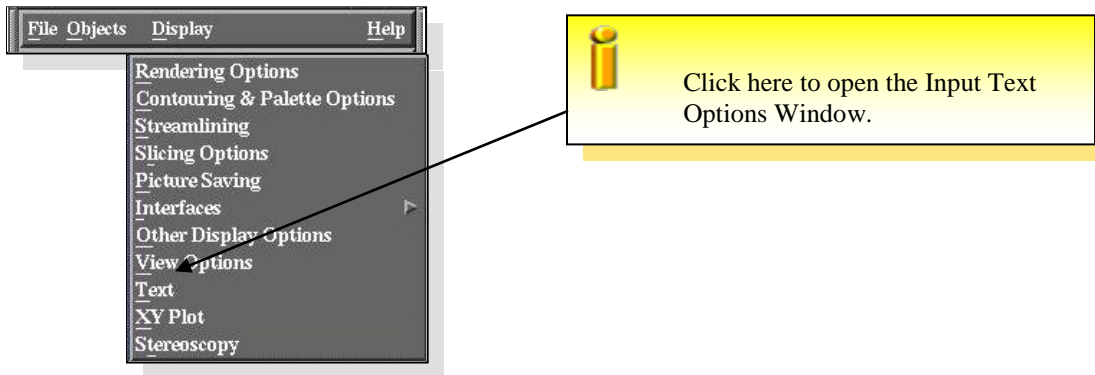 File Objects Display Help
Rendering Options
Contouring & Palette Options
Streamlining
Slicing Options
Picture Saving
Interfaces
Other Display Options
View Options
Text
XY Plot
Stereoscopy
Click here to open the Input Text
Options Window.